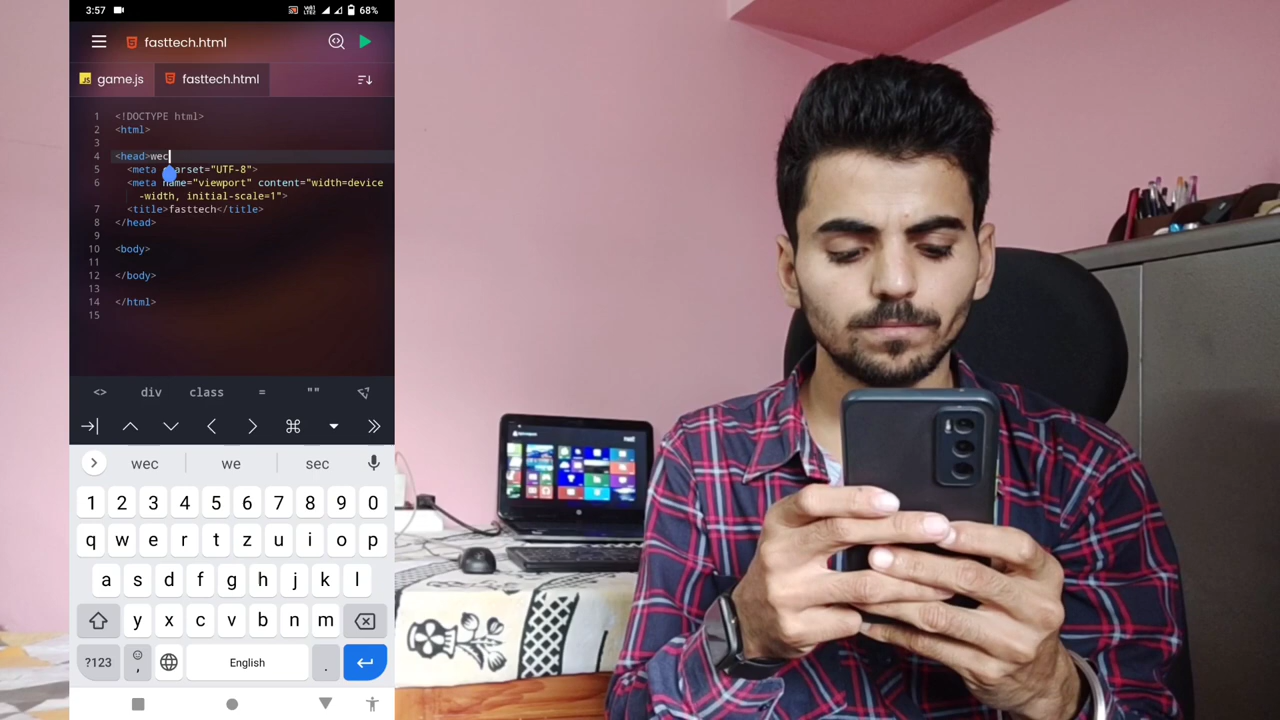 3:57 68%
fasttech.html
JS game.js fasttech.html
1 <!DOCTYPE html>
2 <html>
3
4 <head>wec
5 <meta charset="UTF-8">
6 <meta name="viewport" content="width=device
-width, initial-scale=1">
7 <title>fasttech</title>
8 </head>
9
10 <body>
11
12 </body>
13
14 </html>
15
<> div class = ""
wec we sec
1 2 3 4 5 6 7 8 9 0
q w e r t z u i o p
a s d f g h j k l
y x c v b n m
?123 , English .